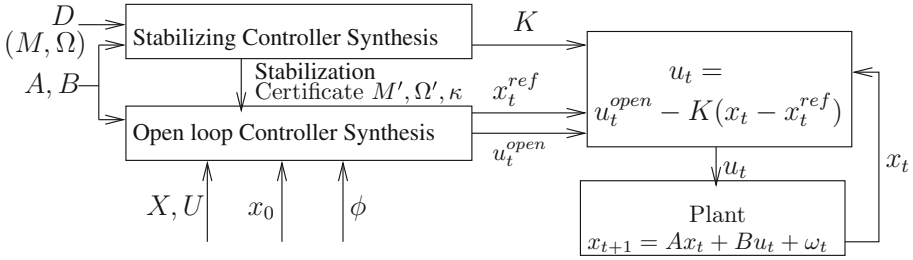 D
(M, Ω)
A, B
Stabilizing Controller Synthesis
K
Stabilization
Certificate M′, Ω′, κ
x_t^{ref}
Open loop Controller Synthesis
u_t^{open}
X, U
x_0
ϕ
u_t =
u_t^{open} − K(x_t − x_t^{ref})
u_t
x_t
Plant
x_{t+1} = Ax_t + Bu_t + ω_t